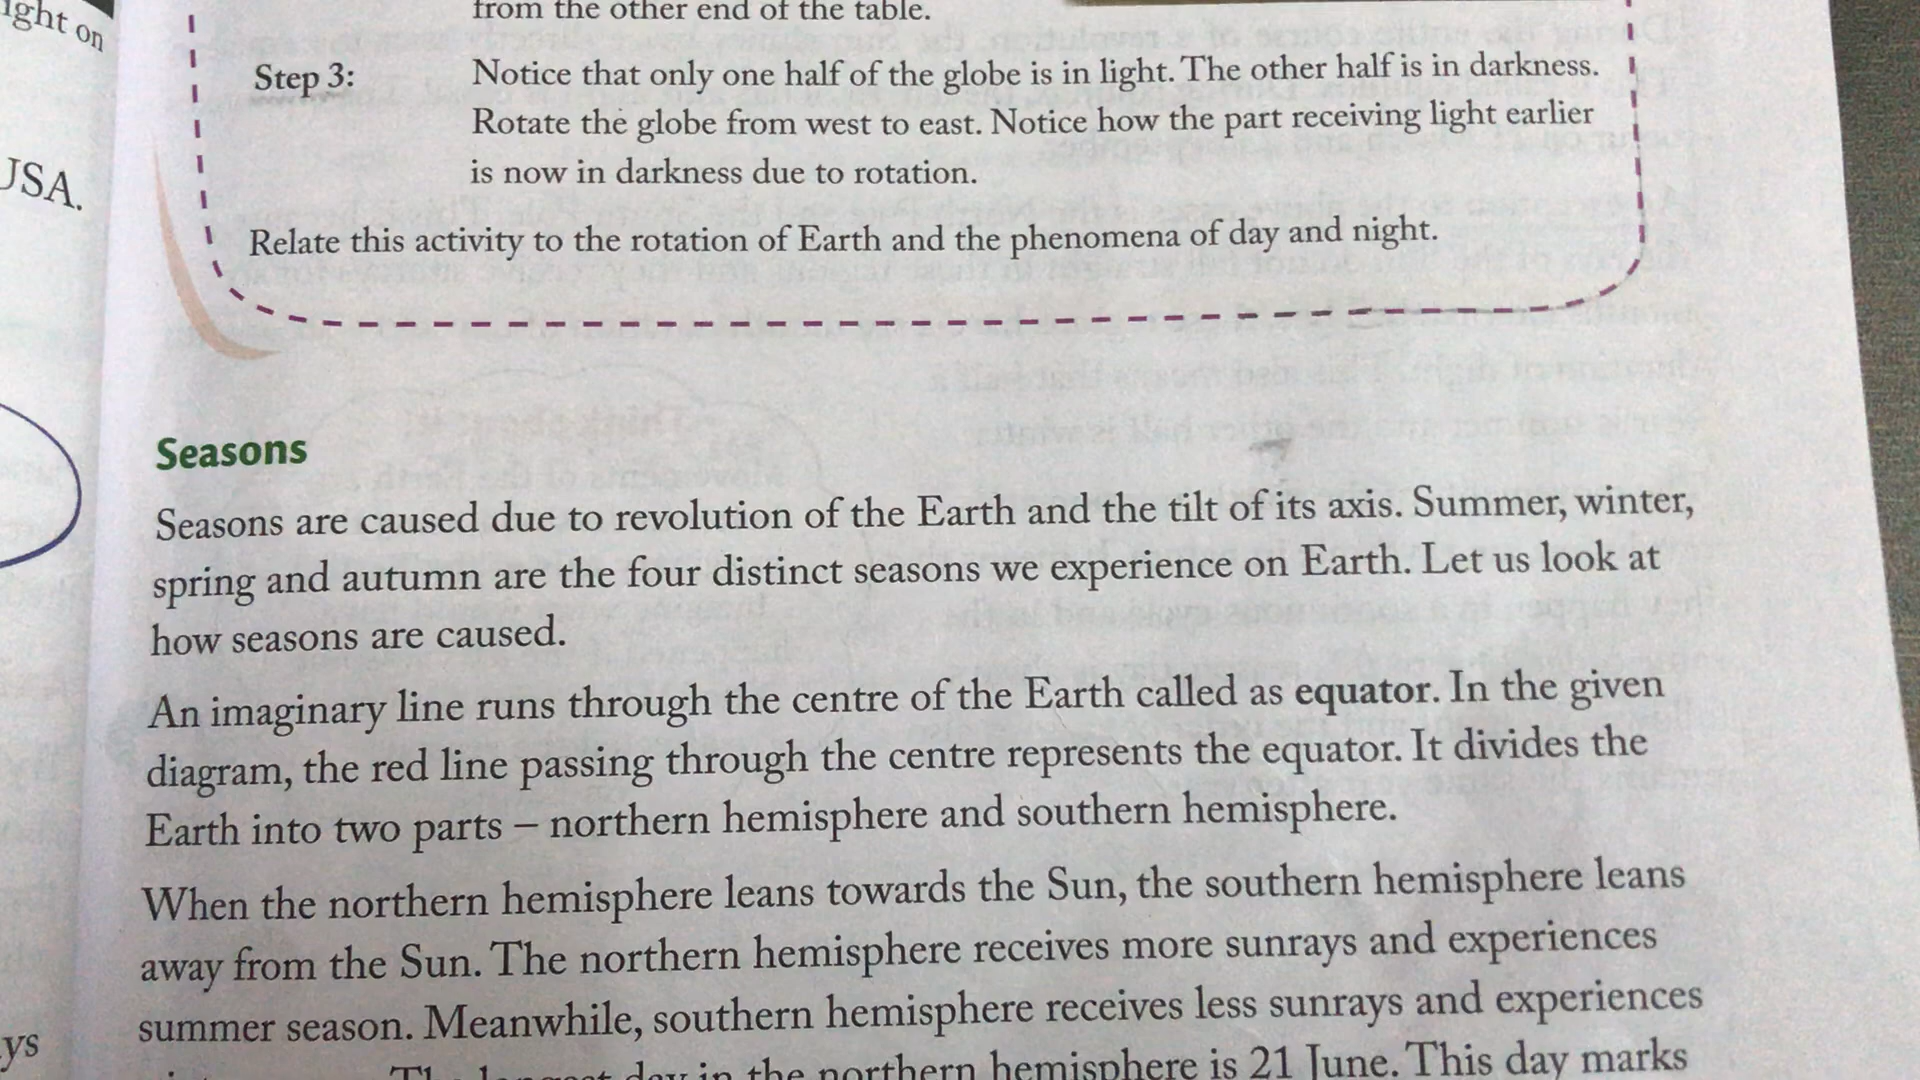 ight on
JSA.
ys
from the other end of the table.
Step 3: Notice that only one half of the globe is in light. The other half is in darkness.
Rotate the globe from west to east. Notice how the part receiving light earlier
is now in darkness due to rotation.
Relate this activity to the rotation of Earth and the phenomena of day and night.
Seasons
Seasons are caused due to revolution of the Earth and the tilt of its axis. Summer, winter,
spring and autumn are the four distinct seasons we experience on Earth. Let us look at
how seasons are caused.
An imaginary line runs through the centre of the Earth called as equator. In the given
diagram, the red line passing through the centre represents the equator. It divides the
Earth into two parts – northern hemisphere and southern hemisphere.
When the northern hemisphere leans towards the Sun, the southern hemisphere leans
away from the Sun. The northern hemisphere receives more sunrays and experiences
summer season. Meanwhile, southern hemisphere receives less sunrays and experiences
The longest day in the northern hemisphere is 21 June. This day marks